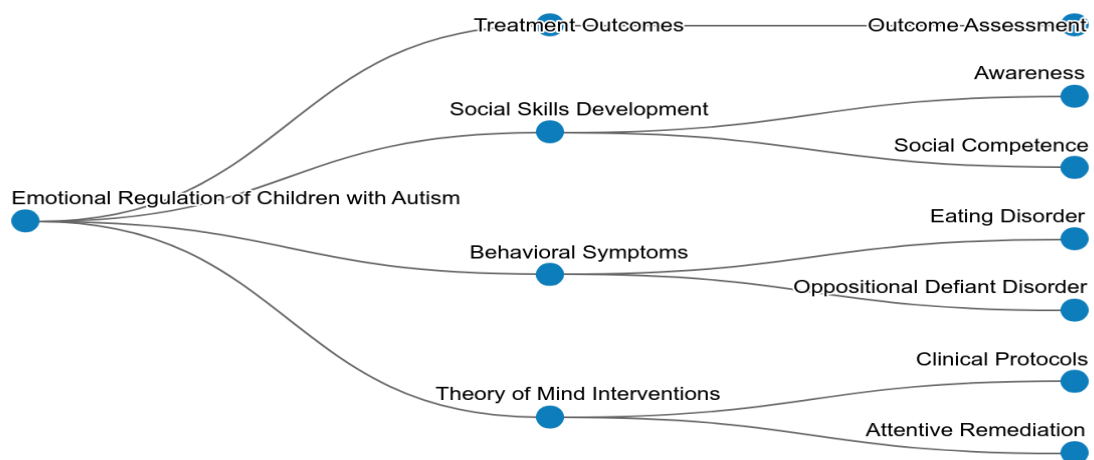 Treatment Outcomes
Outcome Assessment
Awareness
Social Skills Development
Social Competence
Emotional Regulation of Children with Autism
Eating Disorder
Behavioral Symptoms
Oppositional Defiant Disorder
Clinical Protocols
Theory of Mind Interventions
Attentive Remediation